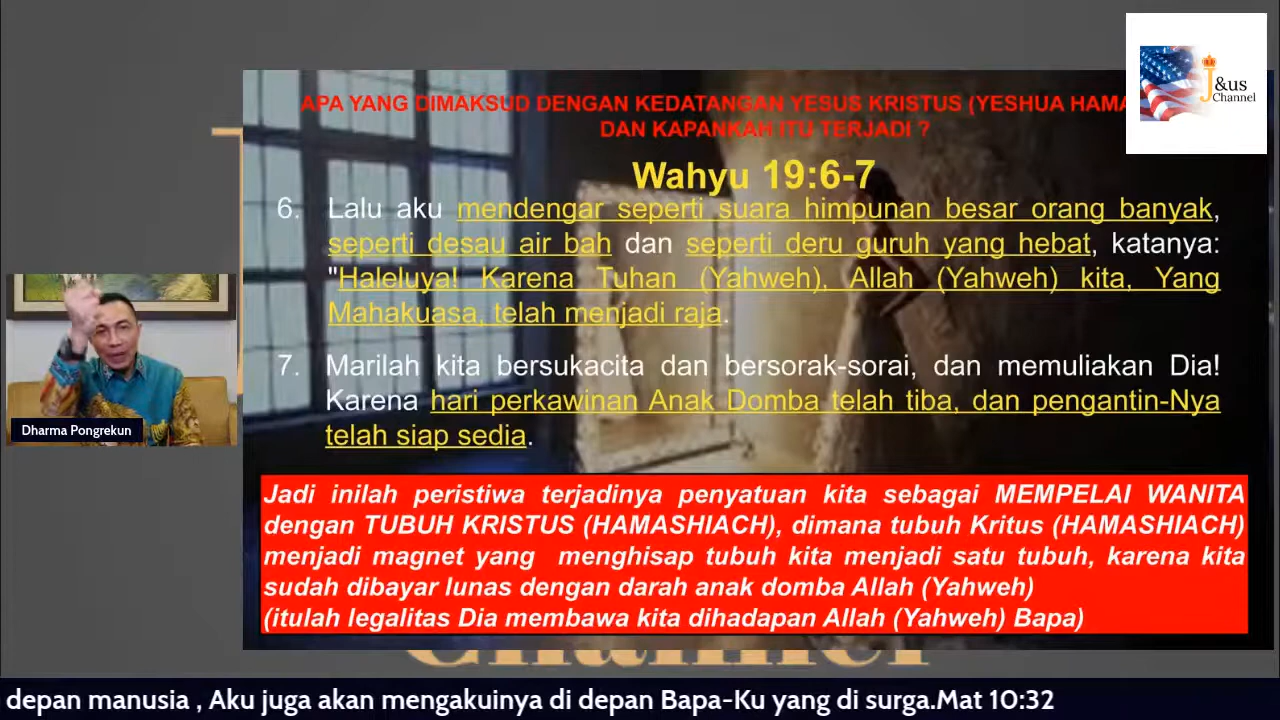 J&us
Channel
APA YANG DIMAKSUD DENGAN KEDATANGAN YESUS KRISTUS (YESHUA HAMA
DAN KAPANKAH ITU TERJADI ?
Wahyu 19:6-7
6. Lalu aku mendengar seperti suara himpunan besar orang banyak,
seperti desau air bah dan seperti deru guruh yang hebat, katanya:
"Haleluya! Karena Tuhan (Yahweh), Allah (Yahweh) kita, Yang
Mahakuasa, telah menjadi raja.
7. Marilah kita bersukacita dan bersorak-sorai, dan memuliakan Dia!
Karena hari perkawinan Anak Domba telah tiba, dan pengantin-Nya
telah siap sedia.
Dharma Pongrekun
Jadi inilah peristiwa terjadinya penyatuan kita sebagai MEMPELAI WANITA
dengan TUBUH KRISTUS (HAMASHIACH), dimana tubuh Kritus (HAMASHIACH)
menjadi magnet yang menghisap tubuh kita menjadi satu tubuh, karena kita
sudah dibayar lunas dengan darah anak domba Allah (Yahweh)
(itulah legalitas Dia membawa kita dihadapan Allah (Yahweh) Bapa)
Channel
depan manusia , Aku juga akan mengakuinya di depan Bapa-Ku yang di surga.Mat 10:32